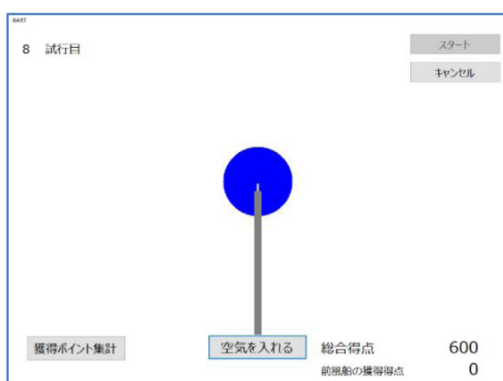 BART
8 試行目
スタート
キャンセル
獲得ポイント集計
空気を入れる
総合得点 600
前風船の獲得得点 0